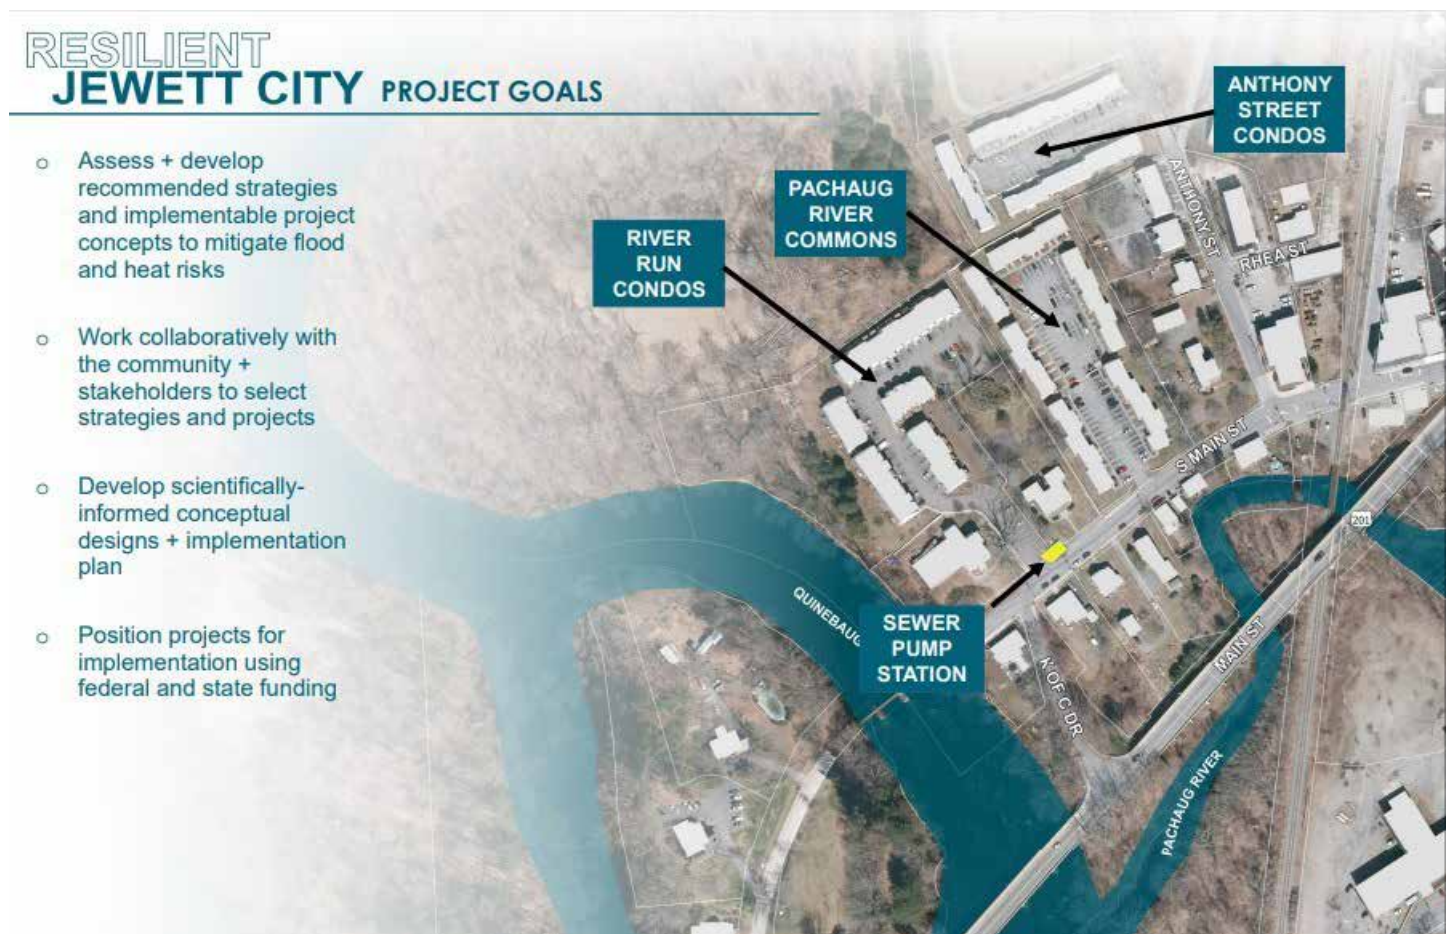 RESILIENT
JEWETT CITY PROJECT GOALS
o Assess + develop
recommended strategies
and implementable project
concepts to mitigate flood
and heat risks
o Work collaboratively with
the community +
stakeholders to select
strategies and projects
o Develop scientifically-
informed conceptual
designs + implementation
plan
o Position projects for
implementation using
federal and state funding
ANTHONY
STREET
CONDOS
PACHAUG
RIVER
COMMONS
RIVER
RUN
CONDOS
ANTHONY ST
RHEA ST
S MAIN ST
201
QUINEBAUG
SEWER
PUMP
STATION
K OF C DR
MAIN ST
PACHAUG RIVER